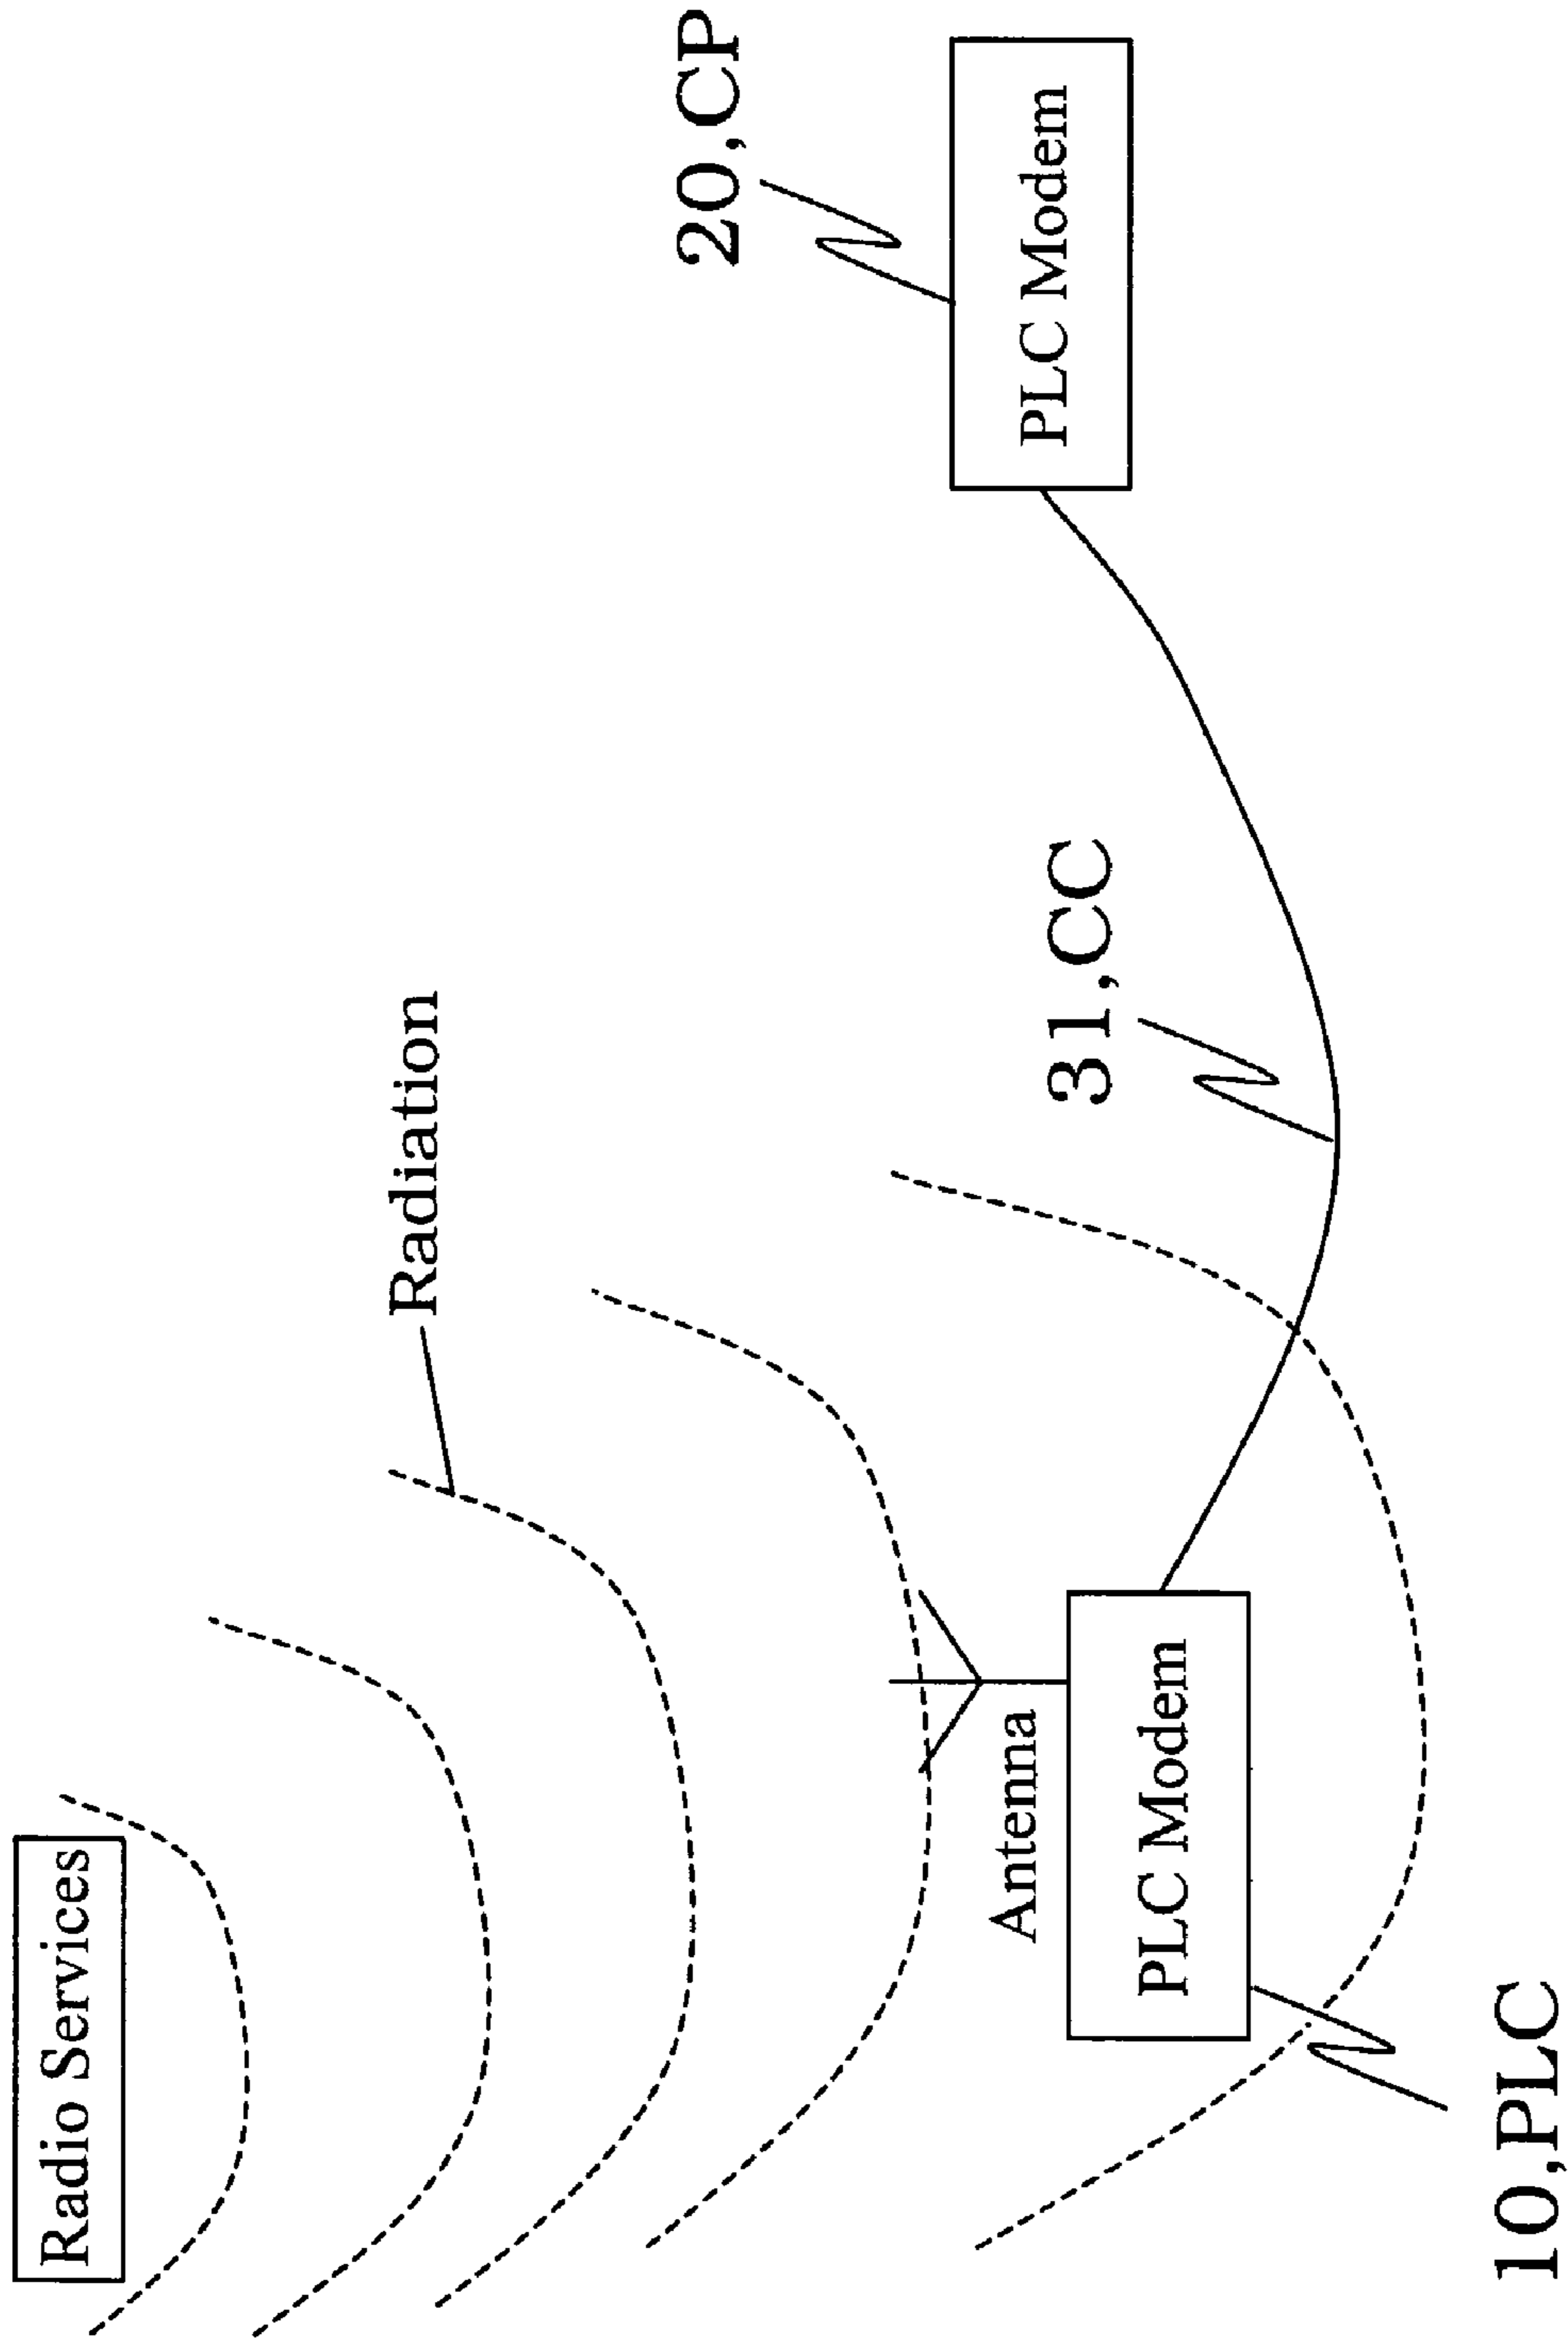 Radio Services
Radiation
20,CP
PLC Modem
31,CC
Antenna
PLC Modem
10,PLC